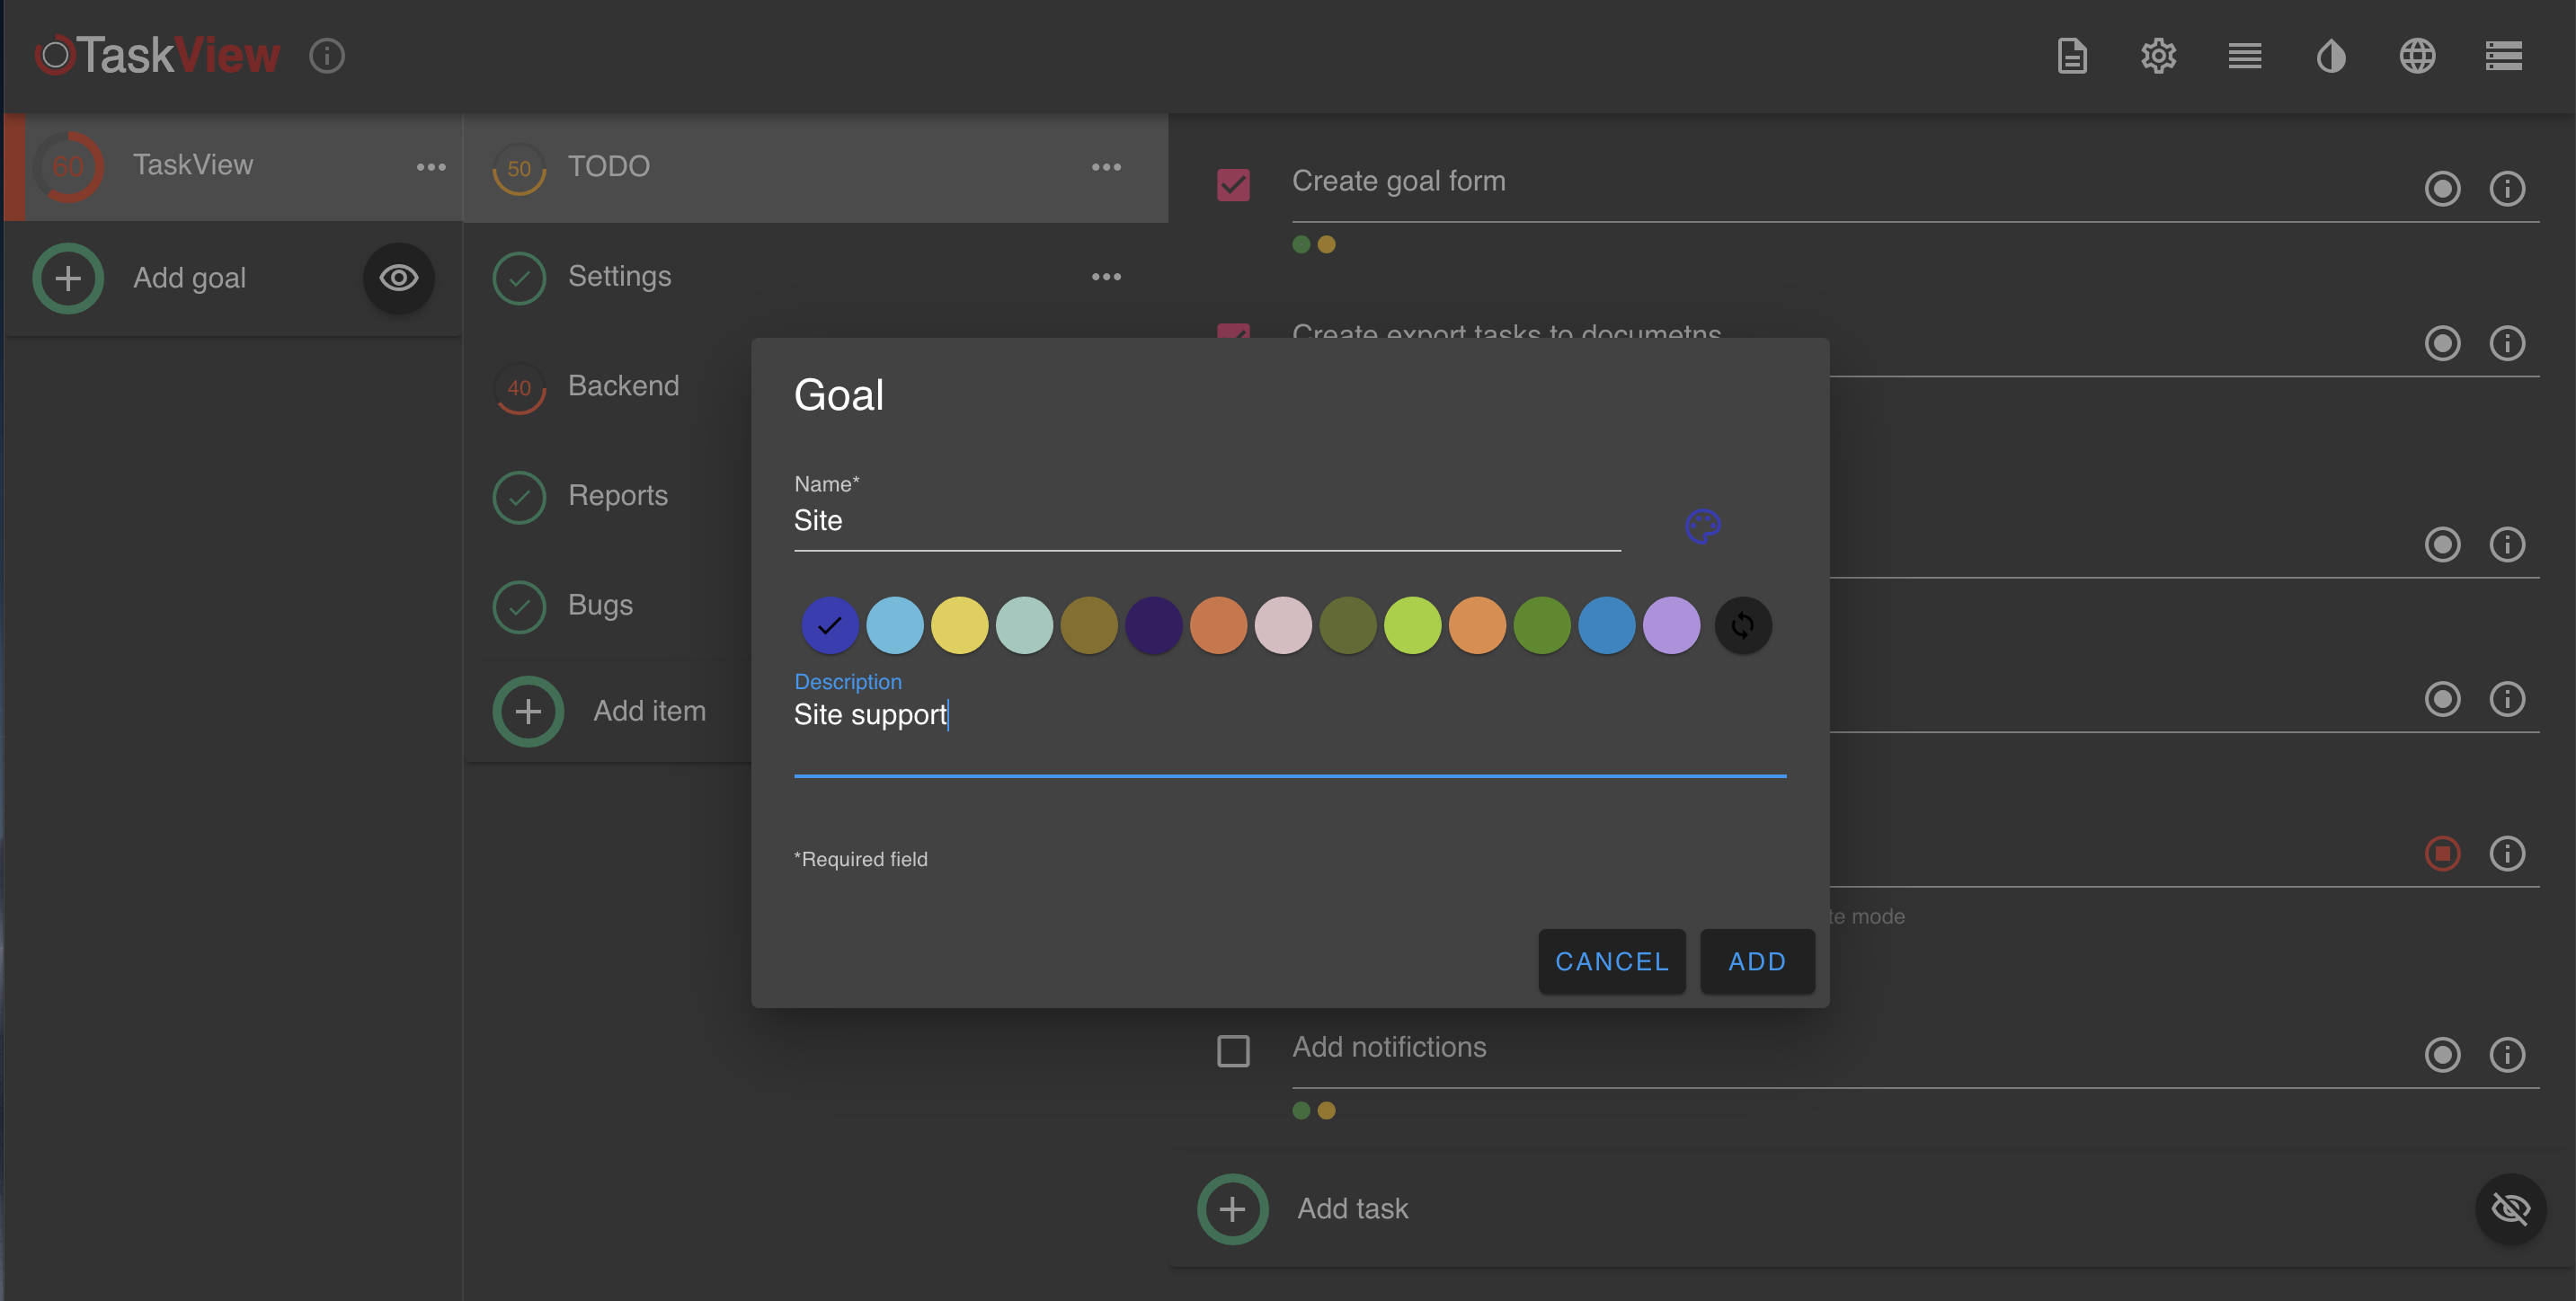 TaskView
60
TaskView
Add goal
50
TODO
Settings
40
Backend
Reports
Bugs
Add item
Create goal form
Create export tasks to documetns
Goal
Name*
Site
Description
Site support
*Required field
CANCEL
ADD
te mode
Add notifictions
Add task